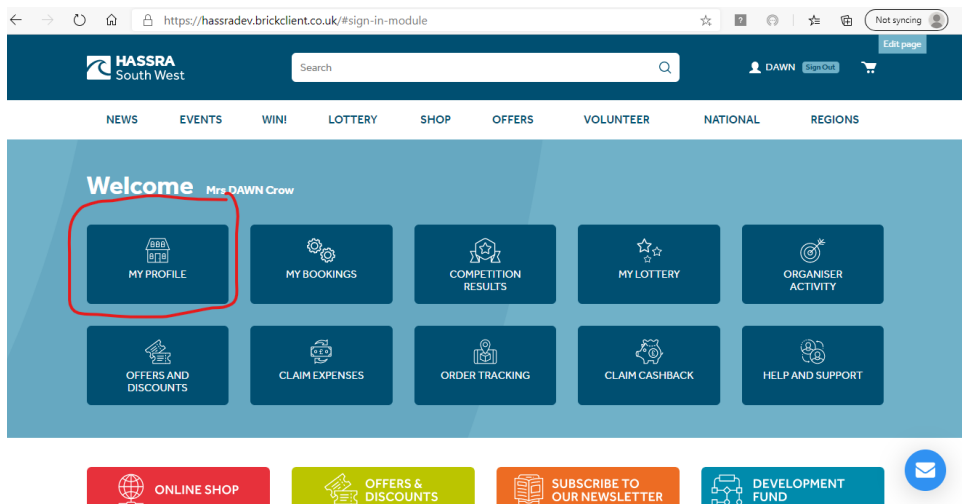 https://hassradev.brickclient.co.uk/#sign-in-module
?
Not syncing
Edit page
HASSRA
South West
Search
DAWN
Sign Out
NEWS EVENTS WIN! LOTTERY SHOP OFFERS VOLUNTEER NATIONAL REGIONS
Welcome Mrs DAWN Crow
MY PROFILE
MY BOOKINGS
COMPETITION
RESULTS
MY LOTTERY
ORGANISER
ACTIVITY
OFFERS AND
DISCOUNTS
CLAIM EXPENSES
ORDER TRACKING
CLAIM CASHBACK
HELP AND SUPPORT
ONLINE SHOP
OFFERS &
DISCOUNTS
SUBSCRIBE TO
OUR NEWSLETTER
DEVELOPMENT
FUND